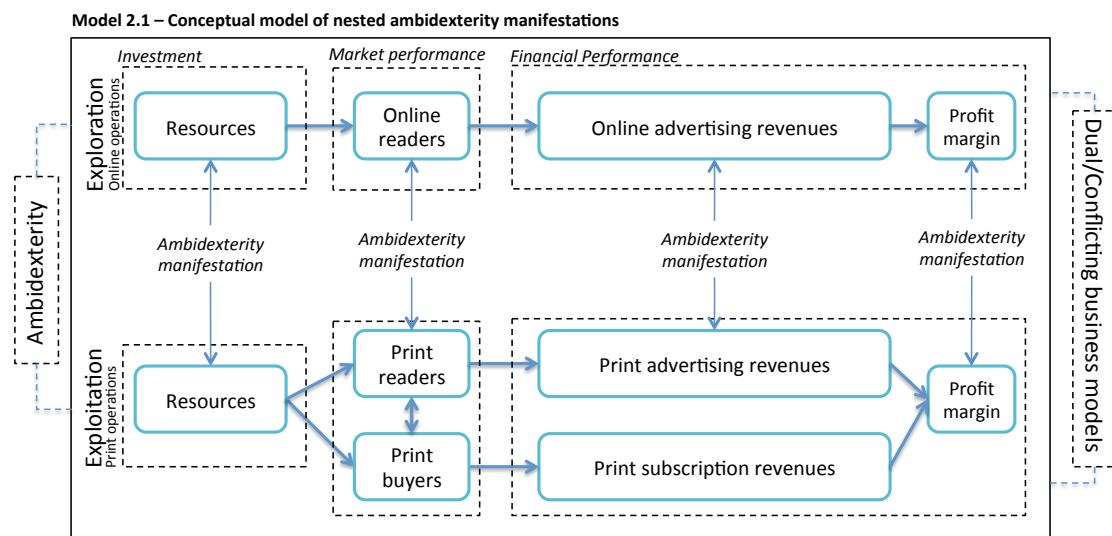 Model 2.1 – Conceptual model of nested ambidexterity manifestations
Investment
Market performance
Financial Performance
Exploration
Online operations
Resources
Online
readers
Online advertising revenues
Profit
margin
Ambidexterity
Dual/Conflicting business models
Ambidexterity
manifestation
Ambidexterity
manifestation
Ambidexterity
manifestation
Ambidexterity
manifestation
Exploitation
Print operations
Resources
Print
readers
Print advertising revenues
Profit
margin
Print
buyers
Print subscription revenues